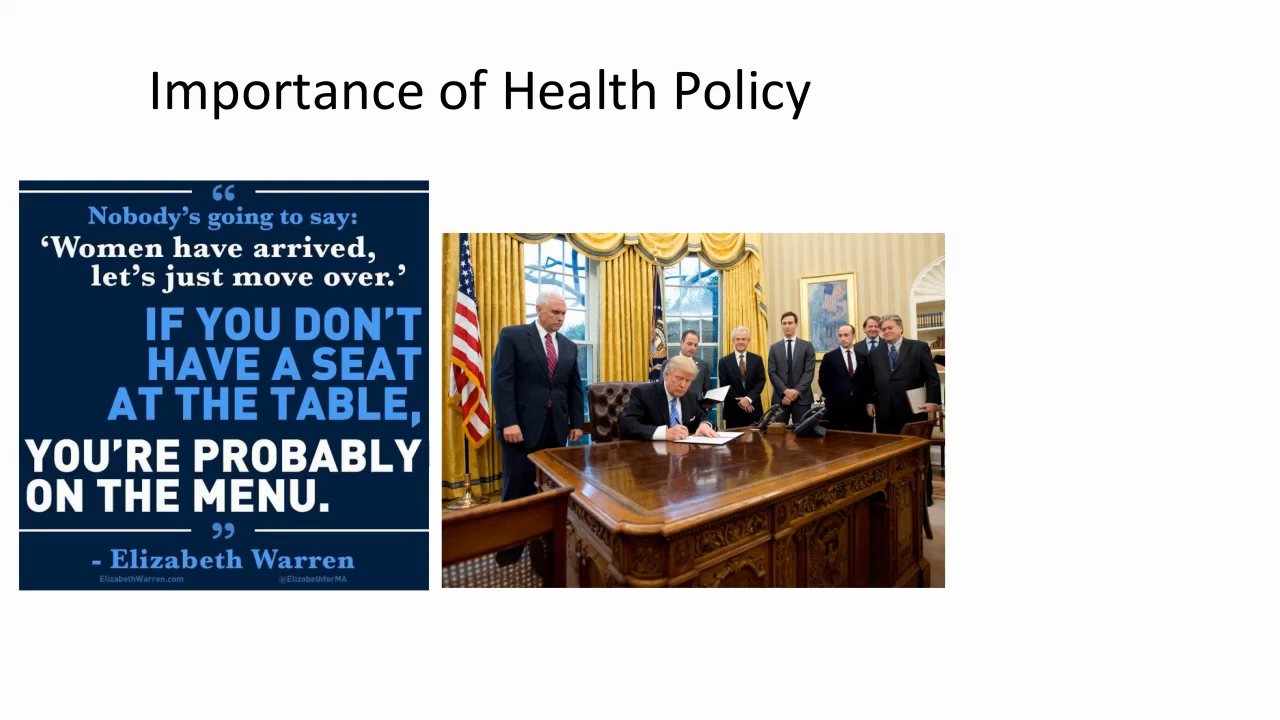 Importance of Health Policy
“
Nobody's going to say:
‘Women have arrived,
let's just move over.’
IF YOU DON'T
HAVE A SEAT
AT THE TABLE,
YOU'RE PROBABLY
ON THE MENU.
”
- Elizabeth Warren
ElizabethWarren.com @ElizabethforMA